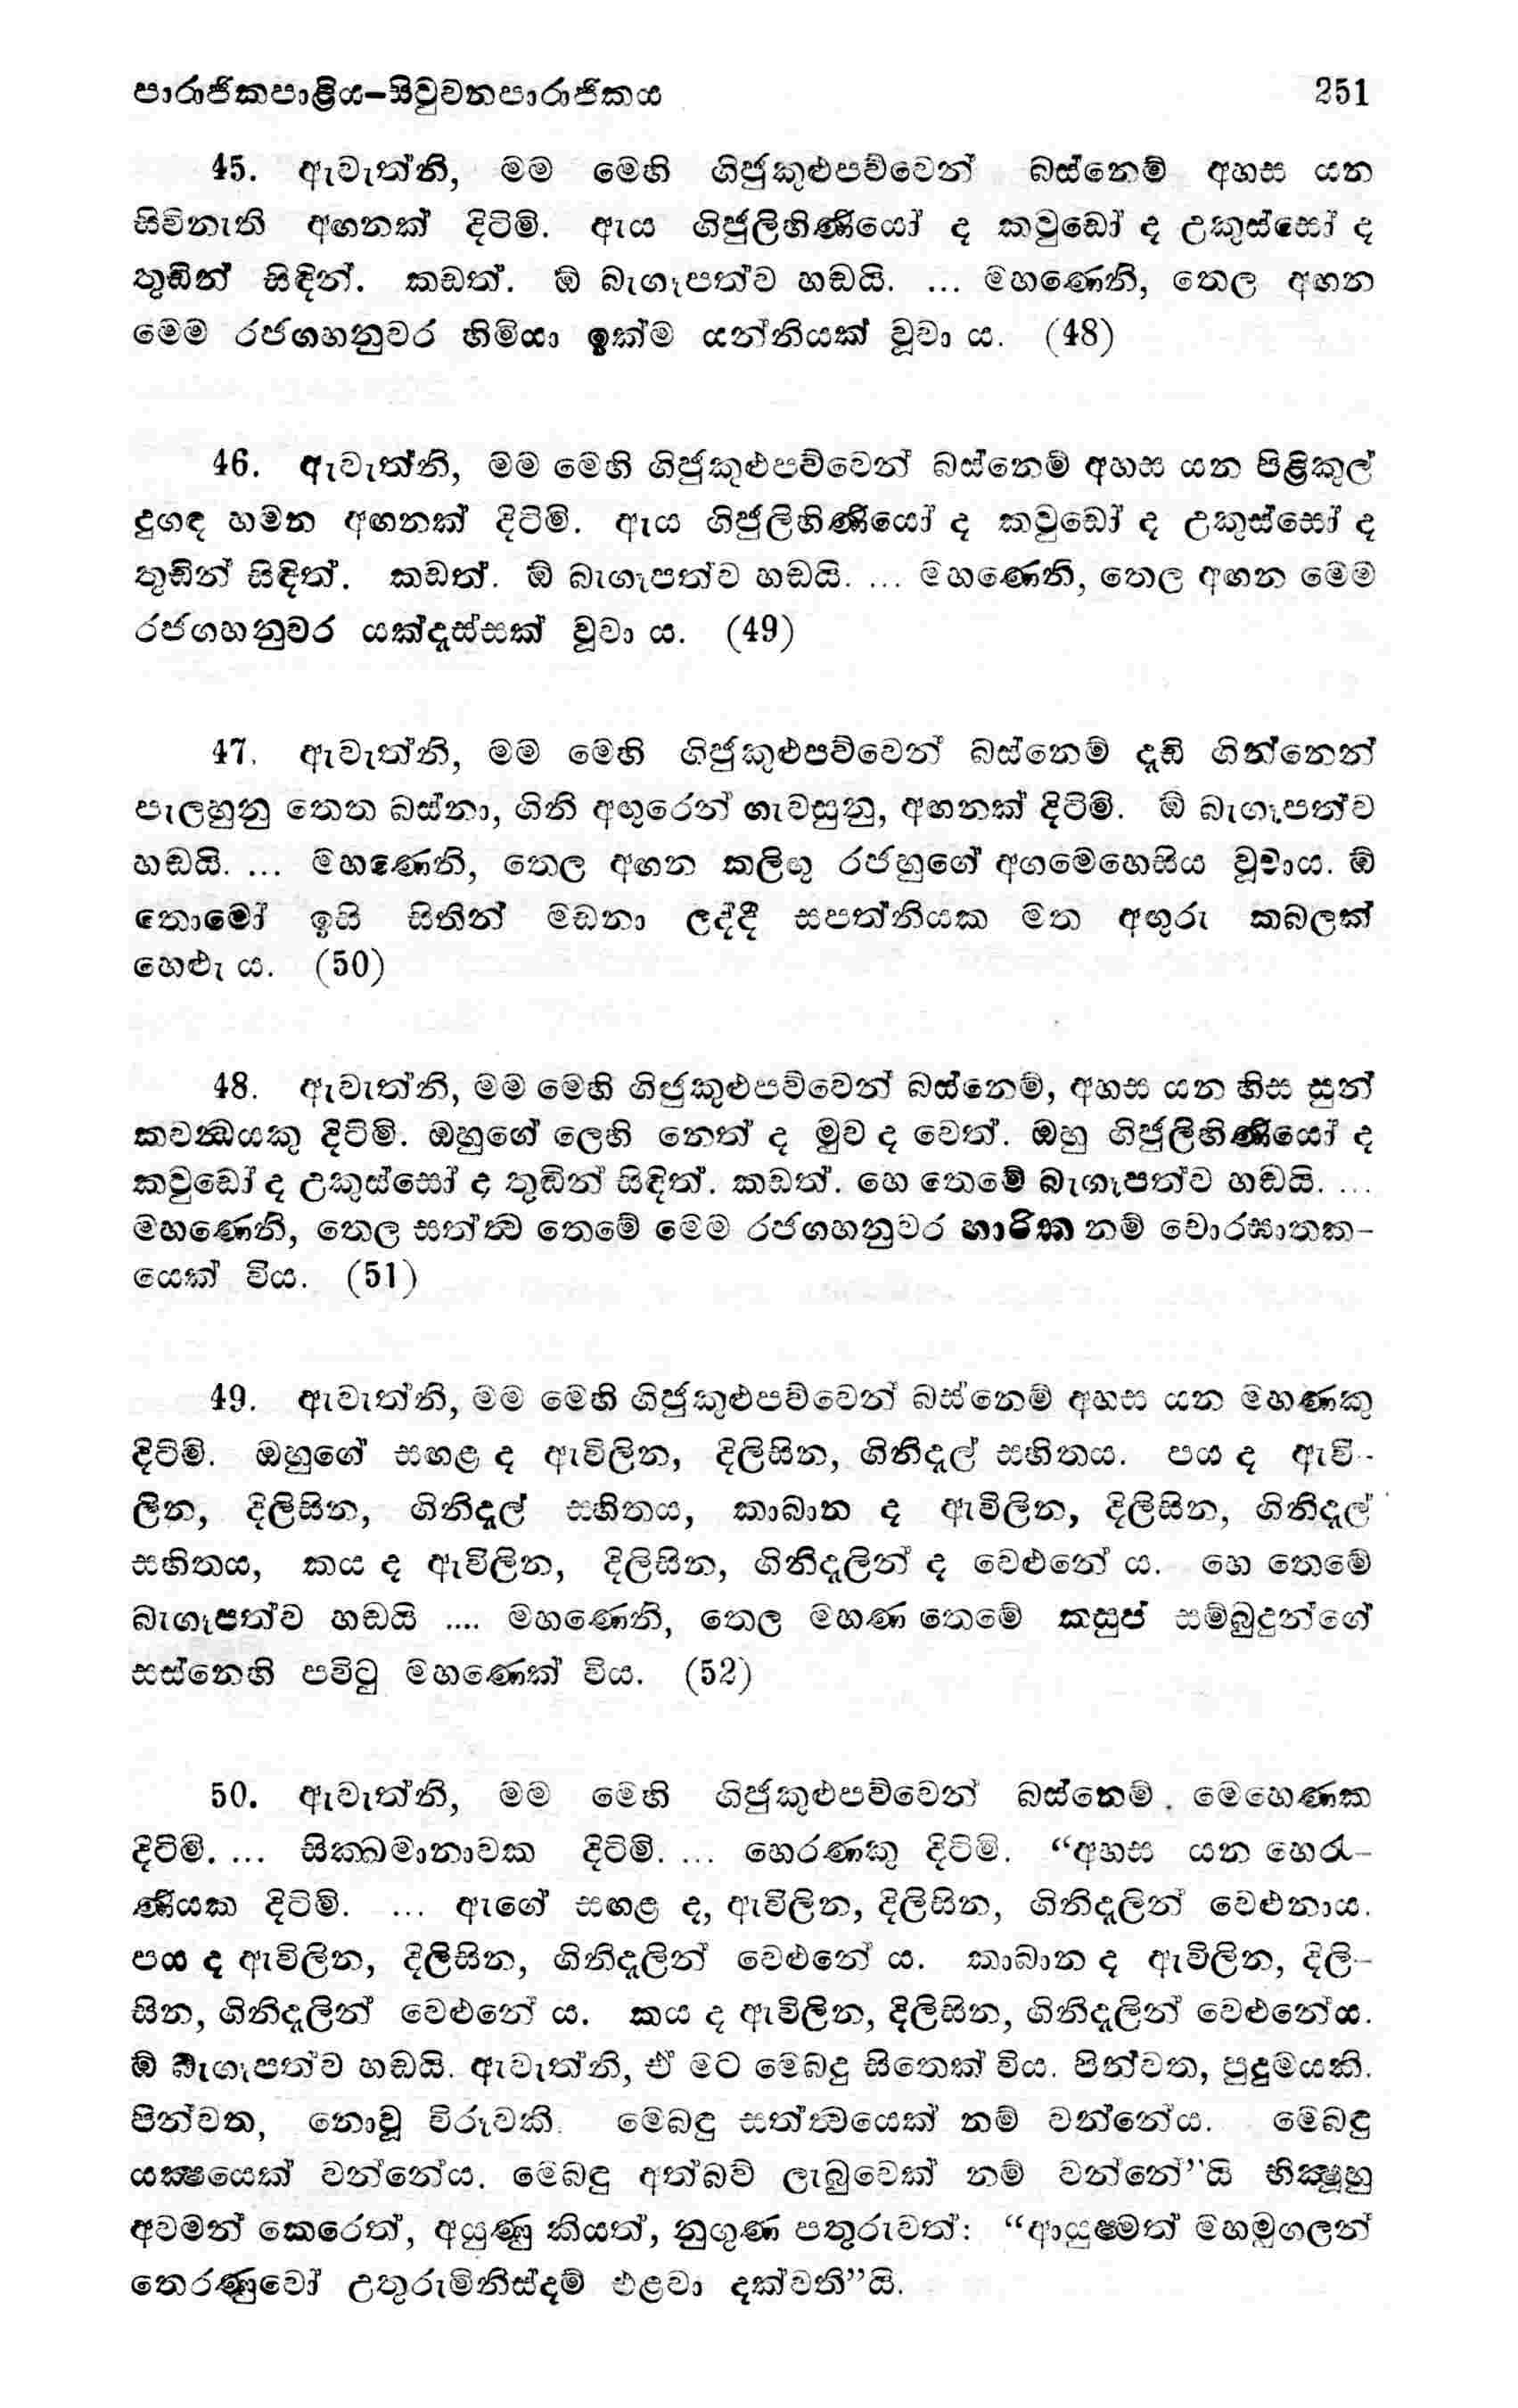 පාරාජිකපාළිය–සිවුවනපාරාජිකය 251
45. ඇවැත්නි, මම මෙහි ගිජුකුළුපව්වෙන් බස්නෙම් අහස යන
සිවිනැති අඟනක් දිටිමි. ඇය ගිජුලිහිණියෝ ද කවුඩෝ ද උකුස්සෝ ද
තුඩින් සිඳින්. කඩත්. ඕ බැගෑපත්ව හඬයි. ... මහණෙනි, තෙල අඟන
මෙම රජගහනුවර හිමියා ඉක්ම යන්නියක් වූවා ය. (48)
46. ඇවැත්නි, මම මෙහි ගිජුකුළුපව්වෙන් බස්නෙම් අහස යන පිළිකුල්
දුගඳ හමන අඟනක් දිටිමි. ඇය ගිජුලිහිණියෝ ද කවුඩෝ ද උකුස්සෝ ද
තුඩින් සිඳිත්. කඩත්. ඕ බැගෑපත්ව හඬයි. ... මහණෙනි, තෙල අඟන මෙම
රජගහනුවර යක්දැස්සක් වූවා ය. (49)
47. ඇවැත්නි, මම මෙහි ගිජුකුළුපව්වෙන් බස්නෙම් දැඩි ගින්නෙන්
පැලහුනු තෙත බස්නා, ගිනි අඟුරෙන් ගැවසුනු, අඟනක් දිටිමි. ඕ බැගෑපත්ව
හඬයි. ... මහණෙනි, තෙල අඟන කලිඟු රජහුගේ අගමෙහෙසිය වූවාය. ඕ
තොමෝ ඉසි සිතින් මඩනා ලද්දී සපත්නියක මත අඟුරු කබලක්
හෙළූ ය. (50)
48. ඇවැත්නි, මම මෙහි ගිජුකුළුපව්වෙන් බස්නෙම්, අහස යන හිස සුන්
කවන්ධයකු දිටිමි. ඔහුගේ ලෙහි නෙත් ද මුව ද වෙත්. ඔහු ගිජුලිහිණියෝ ද
කවුඩෝ ද උකුස්සෝ ද තුඩින් සිඳිත්. කඩත්. හෙ තෙමේ බැගෑපත්ව හඬයි. ...
මහණෙනි, තෙල සත්ත්ව තෙමේ මෙම රජගහනුවර හාරික නම් චොරඝාතක-
යෙක් විය. (51)
49. ඇවැත්නි, මම මෙහි ගිජුකුළුපව්වෙන් බස්නෙම් අහස යන මහණකු
දිටිමි. ඔහුගේ සඟළ ද ඇවිලින, දිලිසින, ගිනිදැල් සහිතය. පය ද ඇවි-
ලින, දිලිසින, ගිනිදැල් සහිතය, කාබාන ද ඇවිලින, දිලිසින, ගිනිදැල්
සහිතය, කය ද ඇවිලින, දිලිසින, ගිනිදැලින් ද වෙළුනේ ය. හෙ තෙමේ
බැගෑපත්ව හඬයි .... මහණෙනි, තෙල මහණ තෙමේ කසුප් සම්බුදුන්ගේ
සස්නෙහි පවිටු මහණෙක් විය. (52)
50. ඇවැත්නි, මම මෙහි ගිජුකුළුපව්වෙන් බස්නෙම්. මෙහෙණක
දිටිමි. ... සික්ඛමානාවක දිටිමි. ... හෙරණකු දිටිමි. “අහස යන හෙරැ-
ණියක දිටිමි. ... ඇගේ සඟළ ද, ඇවිලින, දිලිසින, ගිනිදැලින් වෙළුනාය.
පය ද ඇවිලින, දිලිසින, ගිනිදැලින් වෙළුනේ ය. කාබාන ද ඇවිලින, දිලි-
සින, ගිනිදැලින් වෙළුනේ ය. කය ද ඇවිලින, දිලිසින, ගිනිදැලින් වෙළුනේය.
ඕ බැගෑපත්ව හඬයි. ඇවැත්නි, ඒ මට මෙබඳු සිතෙක් විය. පින්වත, පුදුමයකි.
පින්වත, නොවූ විරූවකි. මෙබඳු සත්ත්වයෙක් නම් වන්නේය. මෙබඳු
යක්ෂයෙක් වන්නේය. මෙබඳු අත්බව් ලැබුවෙක් නම් වන්නේ”යි භික්ෂූහු
අවමන් කෙරෙත්, අයුණු කියත්, නුගුණ පතුරුවත්: “ආයුෂ්මත් මහමුගලන්
තෙරණුවෝ උතුරුමිනිස්දම් එළවා දක්වති”යි.